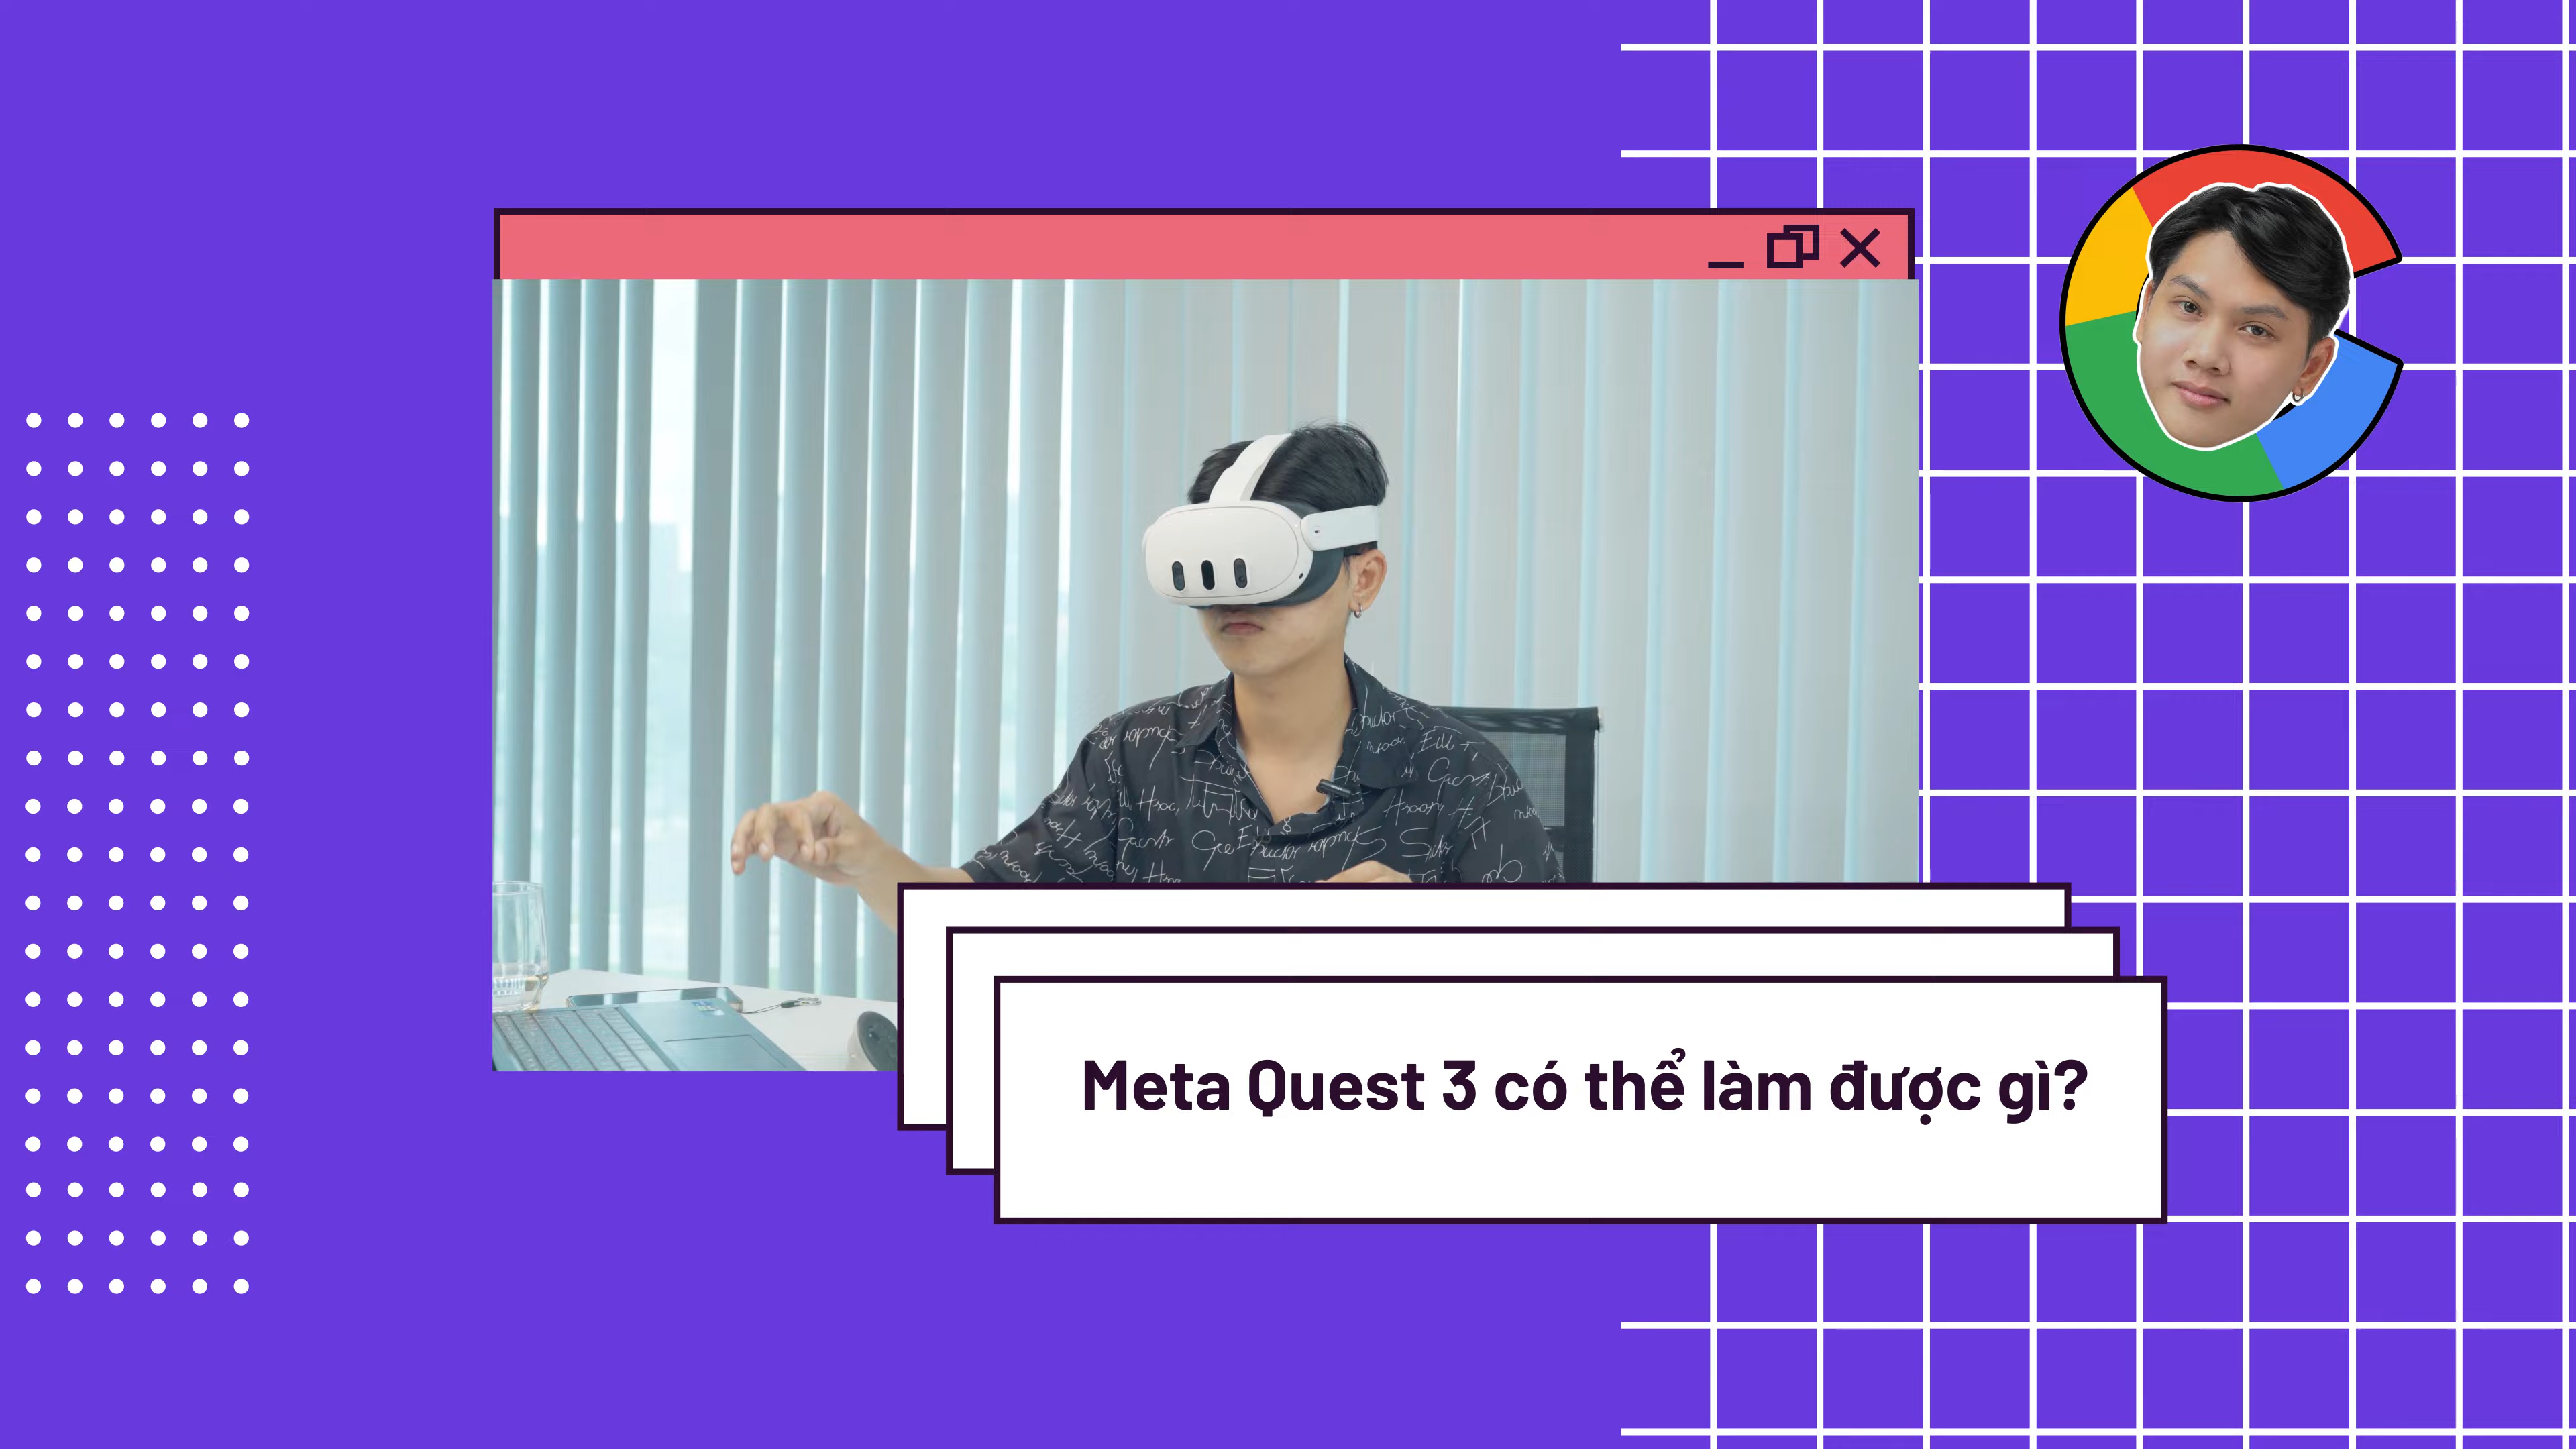 Meta Quest 3 có thể làm được gì?